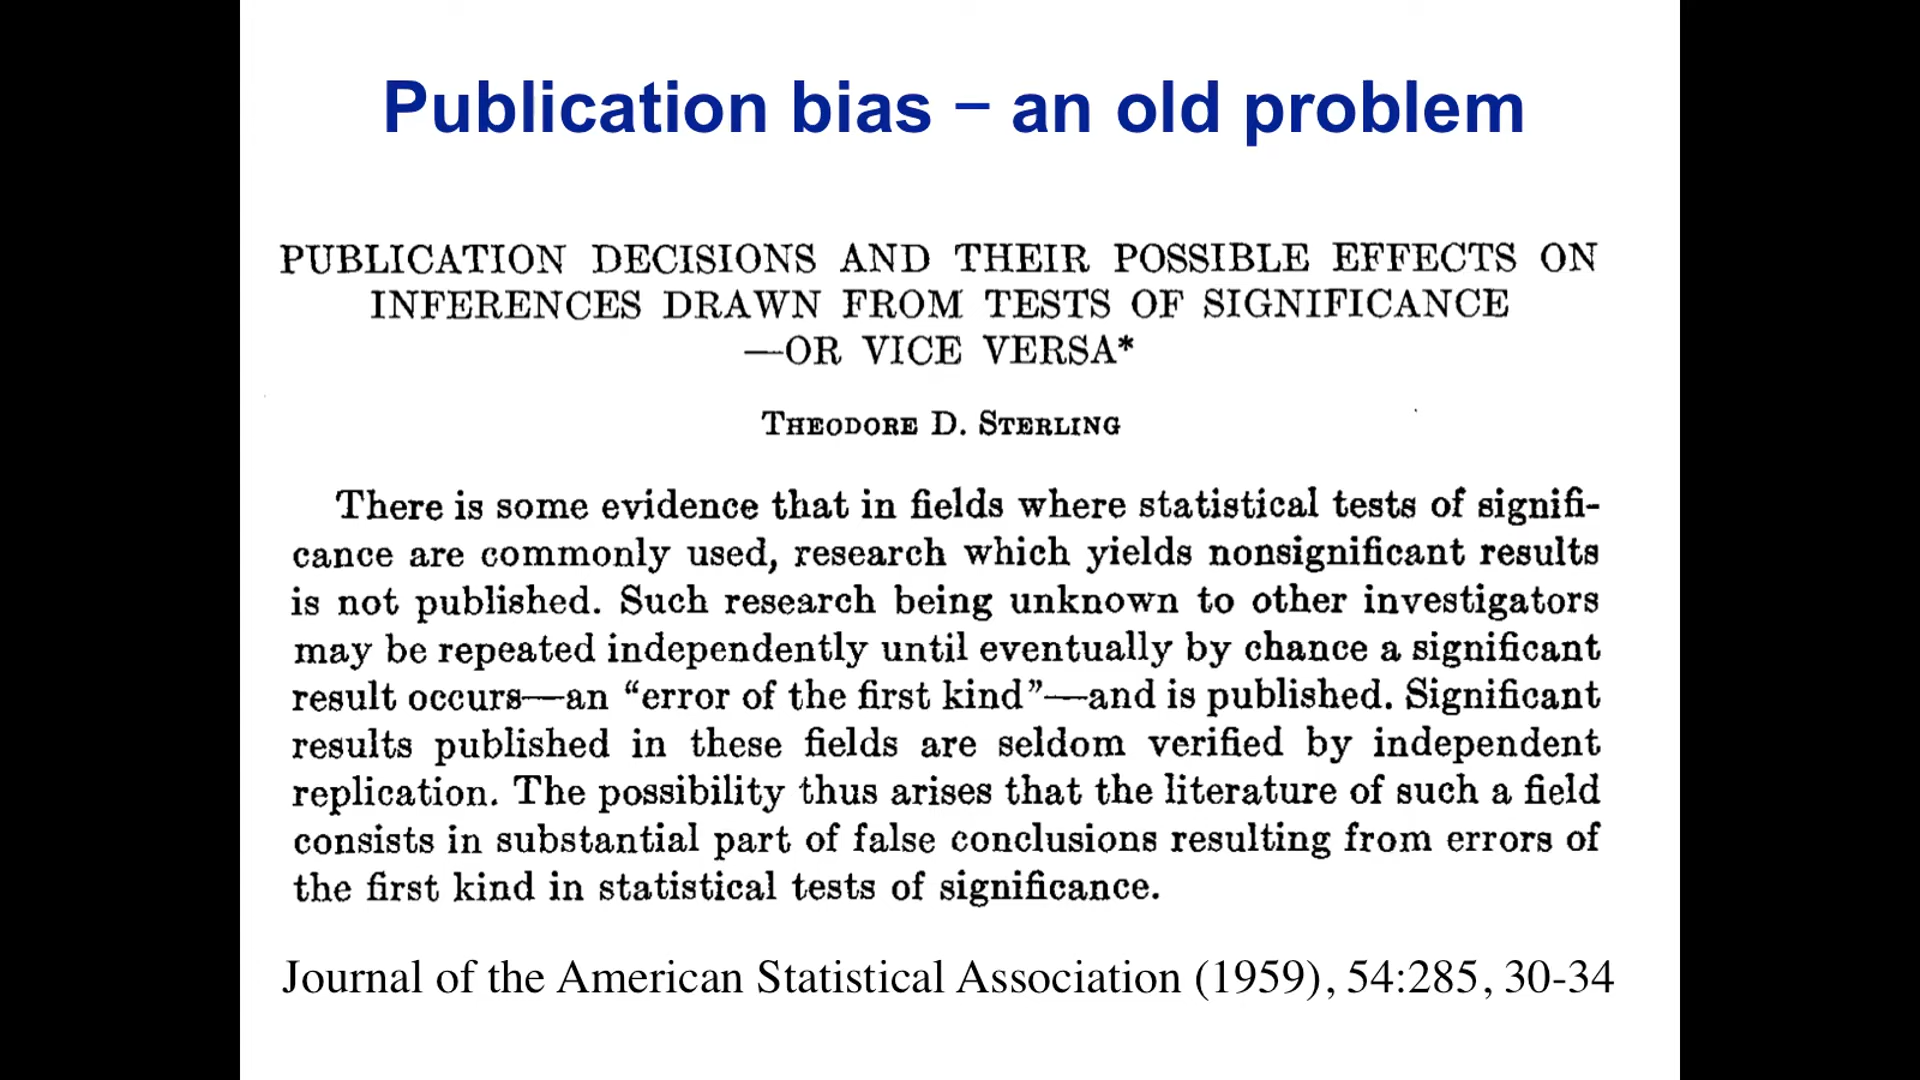 Publication bias – an old problem
PUBLICATION DECISIONS AND THEIR POSSIBLE EFFECTS ON
INFERENCES DRAWN FROM TESTS OF SIGNIFICANCE
—OR VICE VERSA*
THEODORE D. STERLING
There is some evidence that in fields where statistical tests of signifi-
cance are commonly used, research which yields nonsignificant results
is not published. Such research being unknown to other investigators
may be repeated independently until eventually by chance a significant
result occurs—an “error of the first kind”—and is published. Significant
results published in these fields are seldom verified by independent
replication. The possibility thus arises that the literature of such a field
consists in substantial part of false conclusions resulting from errors of
the first kind in statistical tests of significance.
Journal of the American Statistical Association (1959), 54:285, 30-34